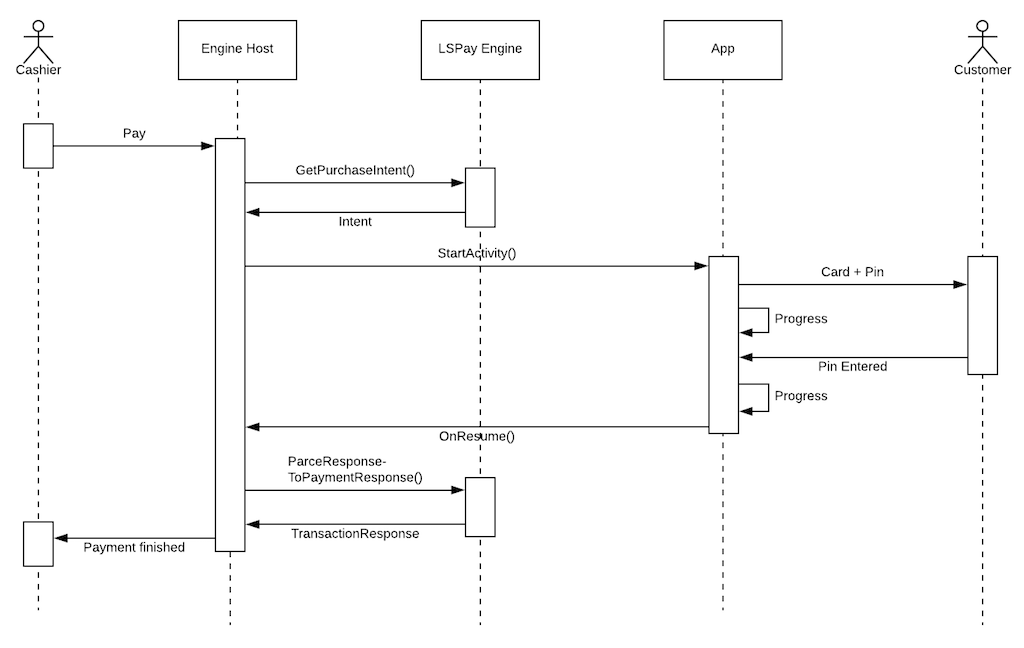 Engine Host
LSPay Engine
App
Cashier
Customer
Pay
GetPurchaseIntent()
Intent
StartActivity()
Card + Pin
Progress
Pin Entered
Progress
OnResume()
ParceResponse-
ToPaymentResponse()
TransactionResponse
Payment finished